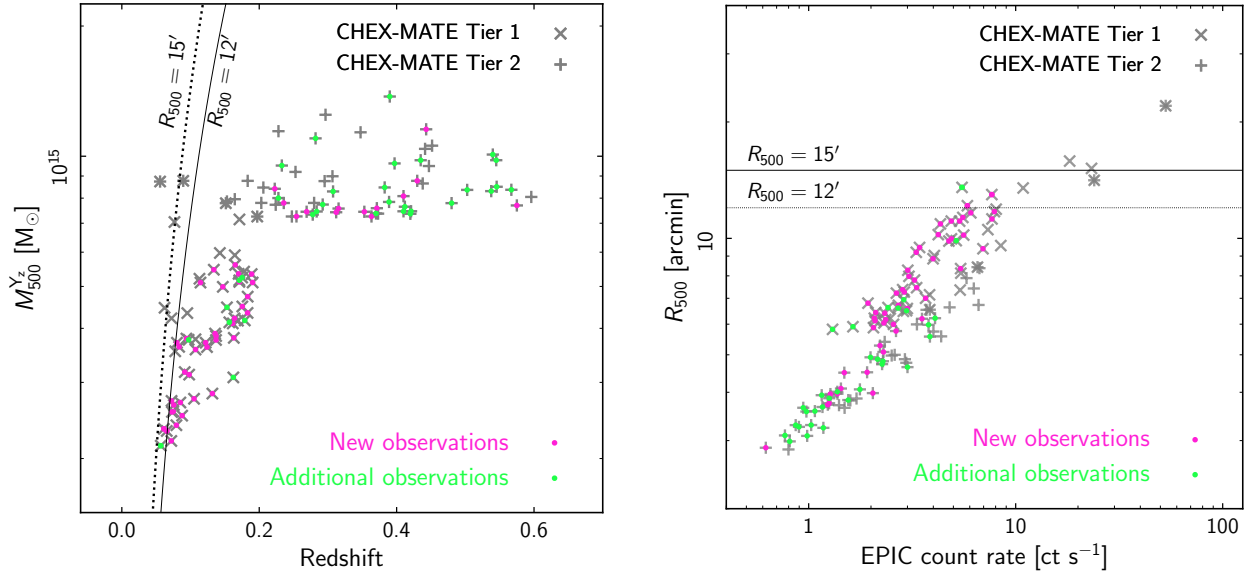 CHEX-MATE Tier 1
CHEX-MATE Tier 2
R₅₀₀ = 15′
R₅₀₀ = 12′
10¹⁵
M₅₀₀^Yz [M⊙]
New observations
Additional observations
0.0 0.2 0.4 0.6
Redshift
CHEX-MATE Tier 1
CHEX-MATE Tier 2
R₅₀₀ = 15′
R₅₀₀ = 12′
10
R₅₀₀ [arcmin]
New observations
Additional observations
1 10 100
EPIC count rate [ct s⁻¹]